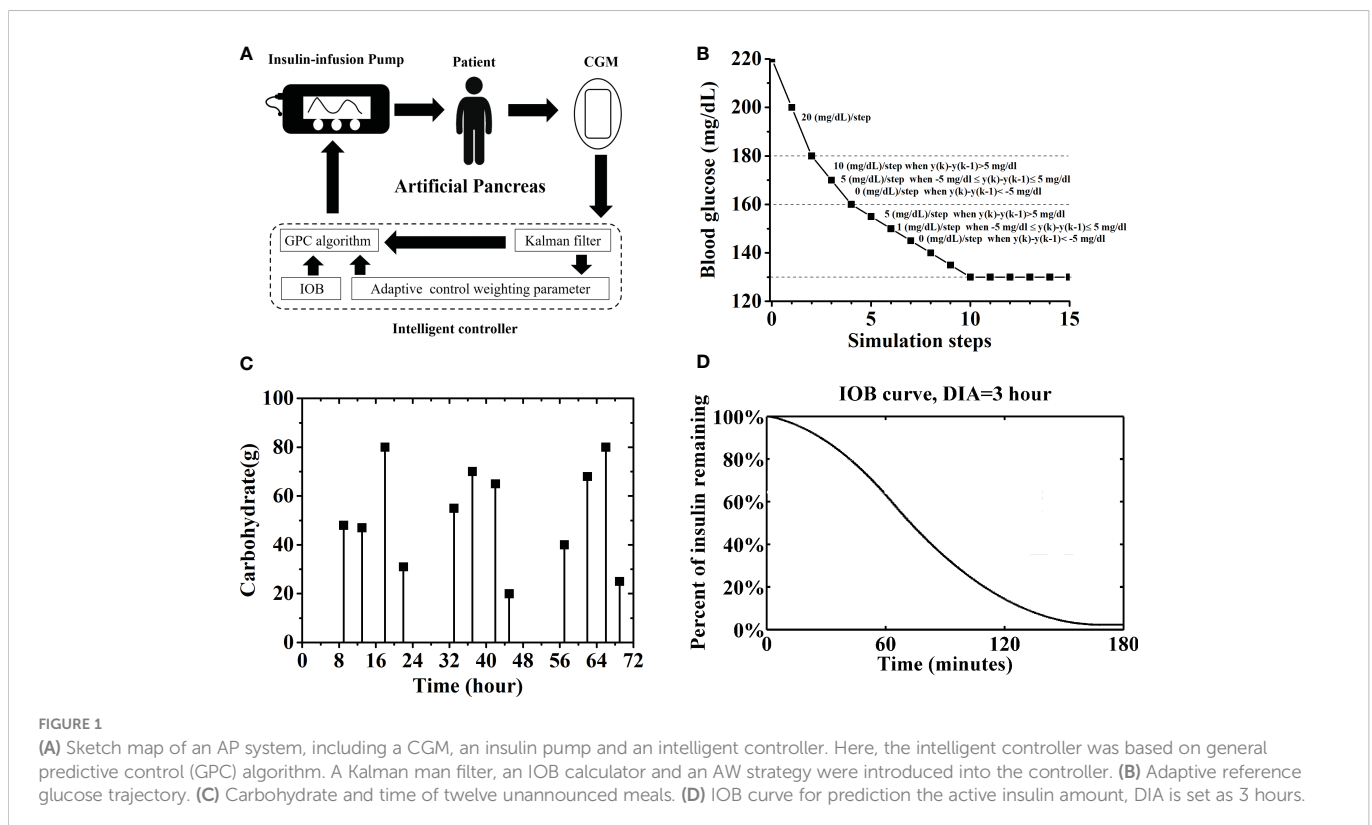 A
Insulin-infusion Pump
Patient
CGM
Artificial Pancreas
GPC algorithm
Kalman filter
IOB
Adaptive control weighting parameter
Intelligent controller
B
Blood glucose (mg/dL)
220
200
180
160
140
120
20 (mg/dL)/step
10 (mg/dL)/step when y(k)-y(k-1)>5 mg/dl
5 (mg/dL)/step when -5 mg/dl ≤ y(k)-y(k-1)≤ 5 mg/dl
0 (mg/dL)/step when y(k)-y(k-1)< -5 mg/dl
5 (mg/dL)/step when y(k)-y(k-1)>5 mg/dl
1 (mg/dL)/step when -5 mg/dl ≤ y(k)-y(k-1)≤ 5 mg/dl
0 (mg/dL)/step when y(k)-y(k-1)< -5 mg/dl
0 5 10 15
Simulation steps
C
Carbohydrate(g)
100
80
60
40
20
0
0 8 16 24 32 40 48 56 64 72
Time (hour)
D
IOB curve, DIA=3 hour
Percent of insulin remaining
100%
80%
60%
40%
20%
0%
0 60 120 180
Time (minutes)
FIGURE 1
(A) Sketch map of an AP system, including a CGM, an insulin pump and an intelligent controller. Here, the intelligent controller was based on general
predictive control (GPC) algorithm. A Kalman man filter, an IOB calculator and an AW strategy were introduced into the controller. (B) Adaptive reference
glucose trajectory. (C) Carbohydrate and time of twelve unannounced meals. (D) IOB curve for prediction the active insulin amount, DIA is set as 3 hours.